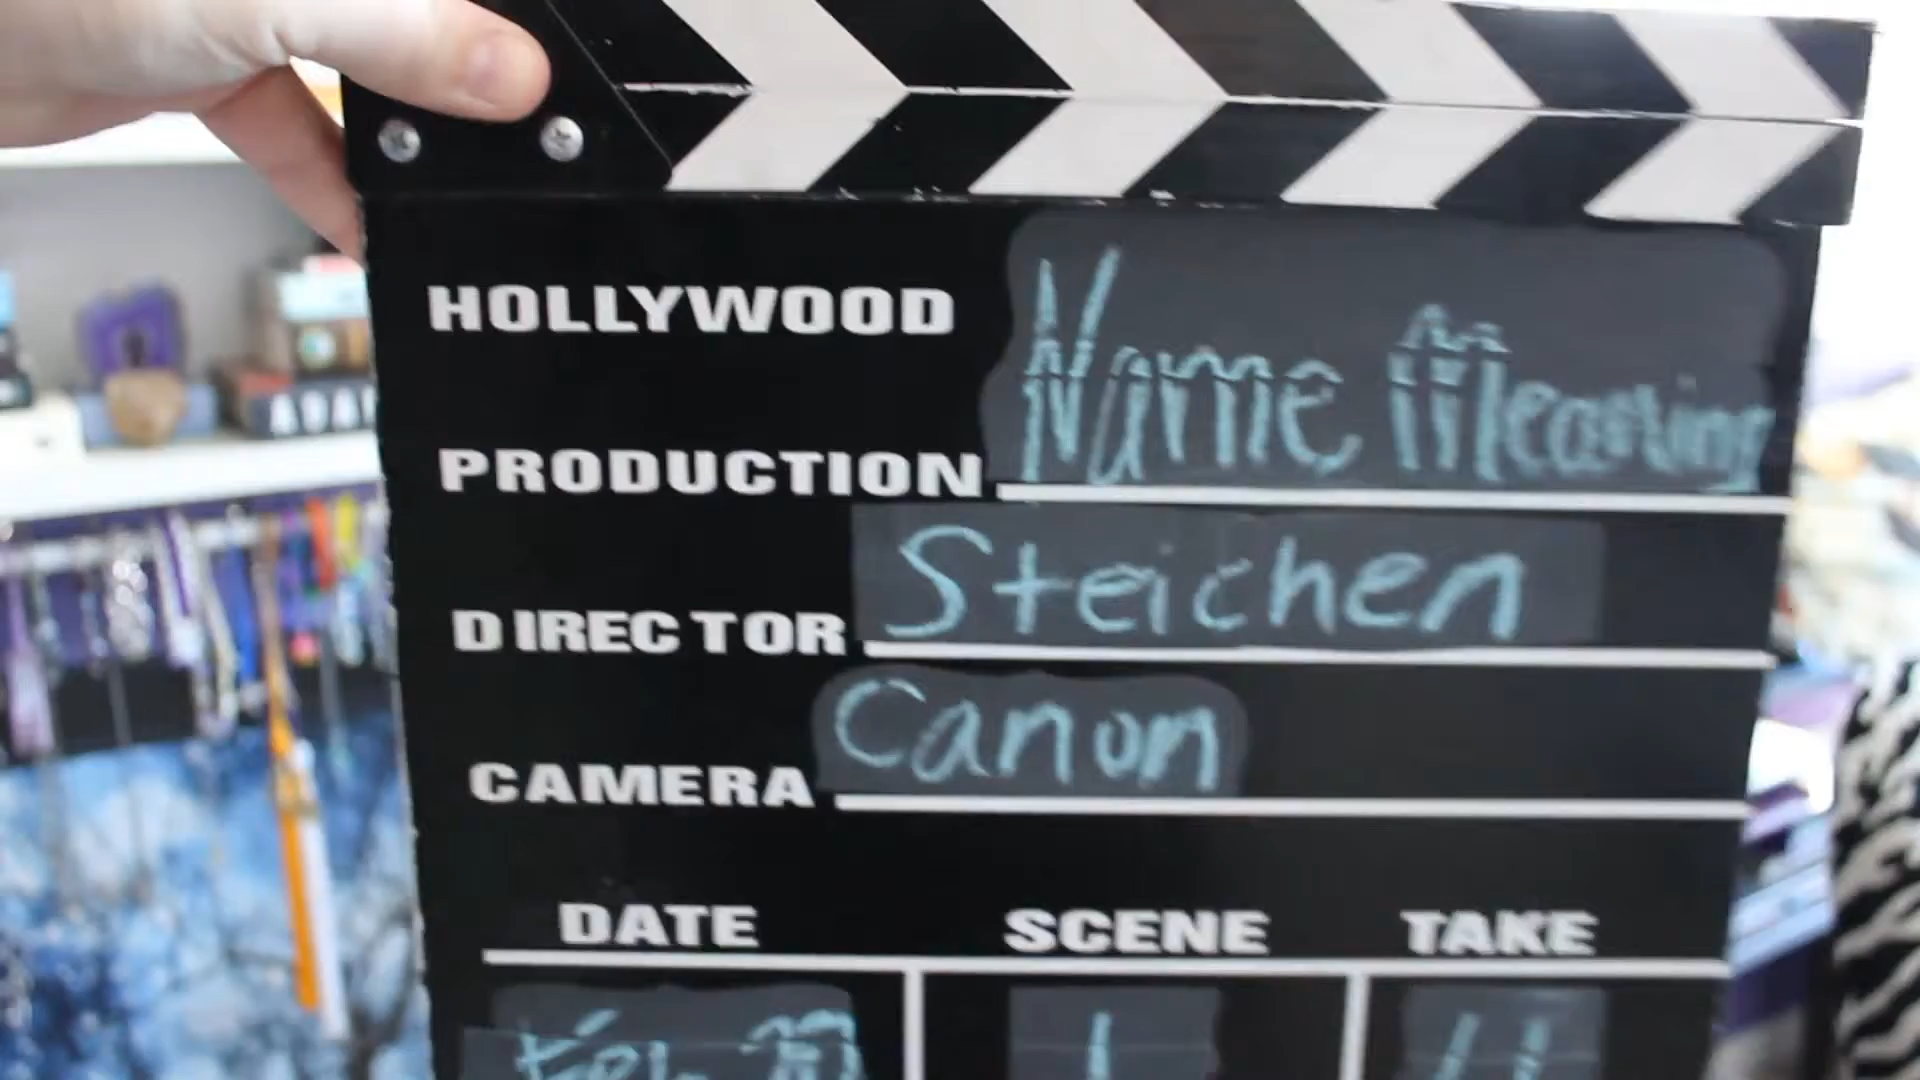 HOLLYWOOD
Name Meaning
PRODUCTION
DIRECTOR Steichen
CAMERA Canon
DATE SCENE TAKE